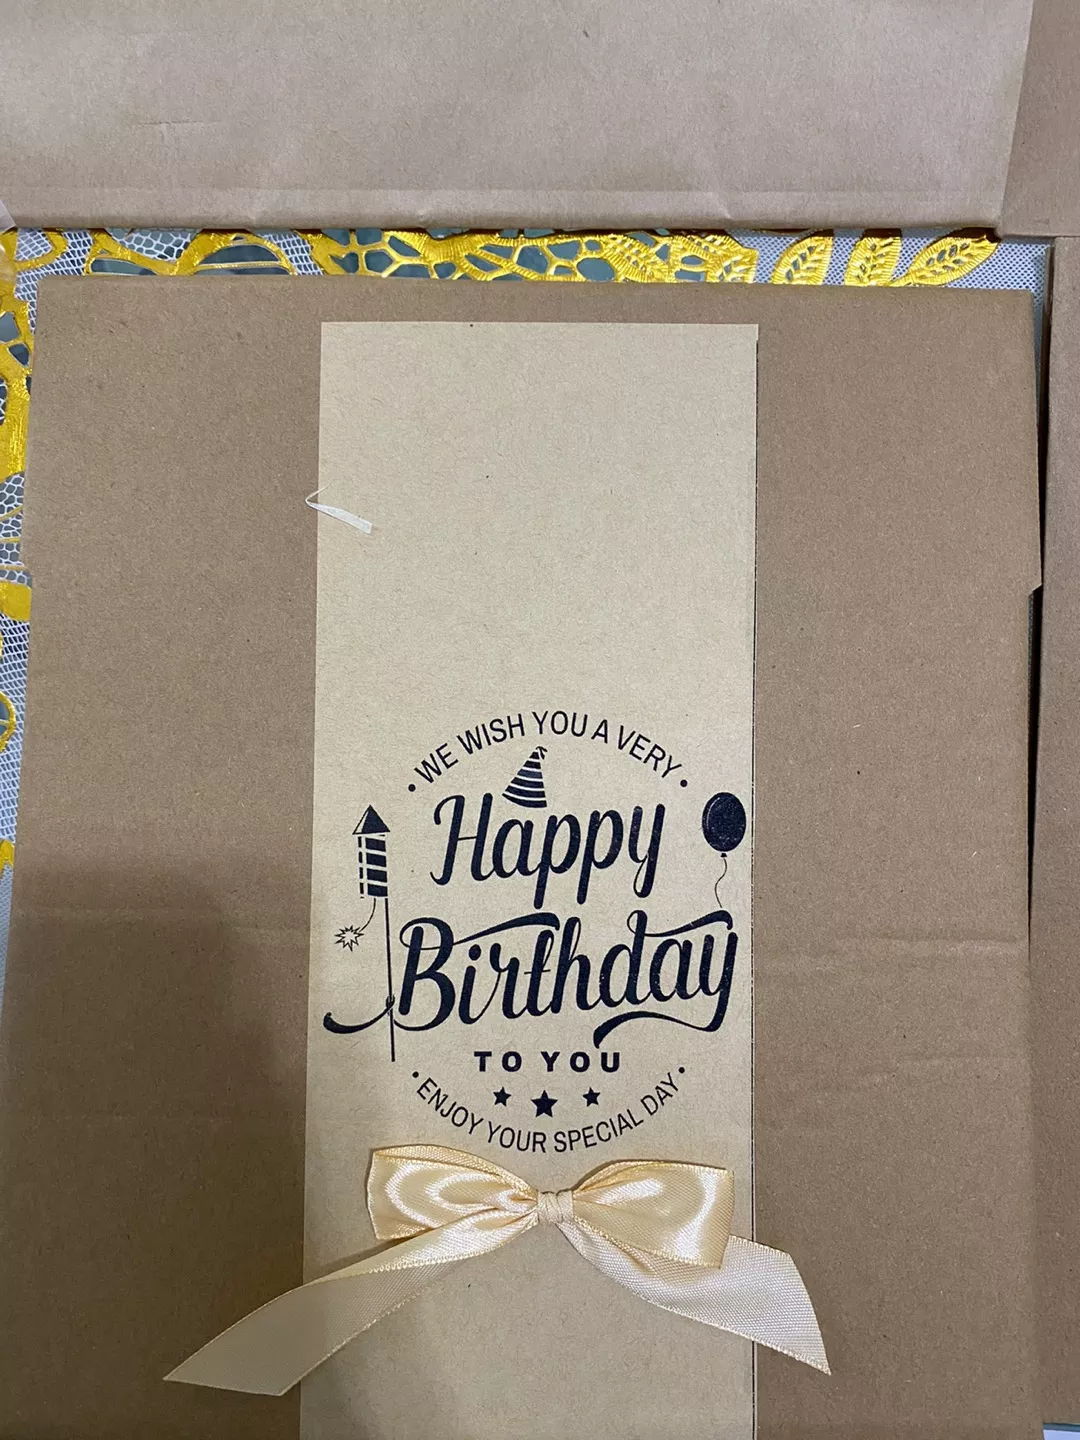 • WE WISH YOU A VERY •
Happy
Birthday
TO YOU
• ENJOY YOUR SPECIAL DAY •